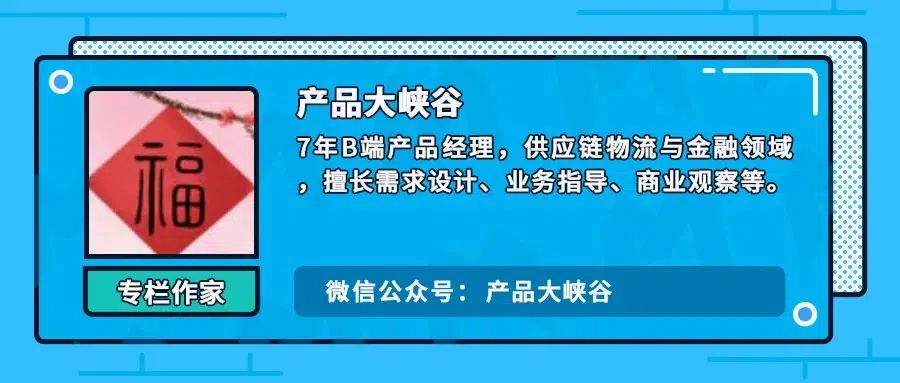 产品大峡谷
7年B端产品经理，供应链物流与金融领域
，擅长需求设计、业务指导、商业观察等。
福
专栏作家
微信公众号：产品大峡谷